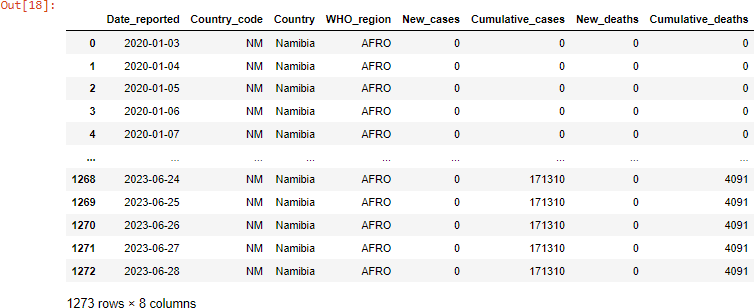 Out[18]:
Date_reported Country_code Country WHO_region New_cases Cumulative_cases New_deaths Cumulative_deaths
0 2020-01-03 NM Namibia AFRO 0 0 0 0
1 2020-01-04 NM Namibia AFRO 0 0 0 0
2 2020-01-05 NM Namibia AFRO 0 0 0 0
3 2020-01-06 NM Namibia AFRO 0 0 0 0
4 2020-01-07 NM Namibia AFRO 0 0 0 0
... ... ... ... ... ... ... ... ...
1268 2023-06-24 NM Namibia AFRO 0 171310 0 4091
1269 2023-06-25 NM Namibia AFRO 0 171310 0 4091
1270 2023-06-26 NM Namibia AFRO 0 171310 0 4091
1271 2023-06-27 NM Namibia AFRO 0 171310 0 4091
1272 2023-06-28 NM Namibia AFRO 0 171310 0 4091
1273 rows × 8 columns